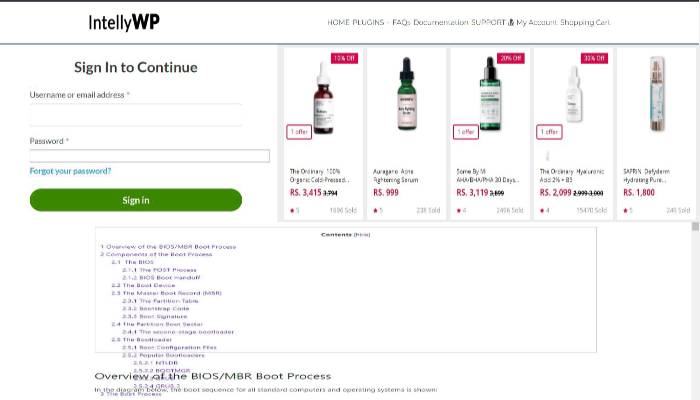 IntellyWP
HOME PLUGINS - FAQs Documentation SUPPORT My Account Shopping Cart
Sign In to Continue
Username or email address *
Password *
Forgot your password?
Sign in
10% Off
1 offer
The Ordinary 100%
Organic Cold-Pressed...
RS. 3,415 3,794
5 1696 Sold
Auragano Acne
Fightening Serum
RS. 999
5 238 Sold
20% Off
1 offer
Some By Mi
AHA/BHA/PHA 30 Days...
RS. 3,119 3,899
4 2496 Sold
30% Off
1 offer
The Ordinary Hyaluronic
Acid 2% + B5
RS. 2,099 2,999 3,000
4 15470 Sold
SAFRIN Defyderm
Hydrating Pure...
RS. 1,800
5 249 Sold
Contents [hide]
1 Overview of the BIOS/MBR Boot Process
2 Components of the Boot Process
2.1 The BIOS
2.1.1 The POST Process
2.1.2 BIOS Boot Handoff
2.2 The Boot Device
2.3 The Master Boot Record (MBR)
2.3.1 The Partition Table
2.3.2 Bootstrap Code
2.3.3 Boot Signature
2.4 The Partition Boot Sector
2.4.1 The second-stage bootloader
2.5 The Bootloader
2.5.1 Boot Configuration Files
2.5.2 Popular Bootloaders
2.5.2.1 NTLDR
2.5.2.2 BOOTMGR
Overview of the BIOS/MBR Boot Process
2.5.2.4 GRUB 2
In the diagram below, the boot sequence for all standard computers and operating systems is shown:
3 The Boot Process